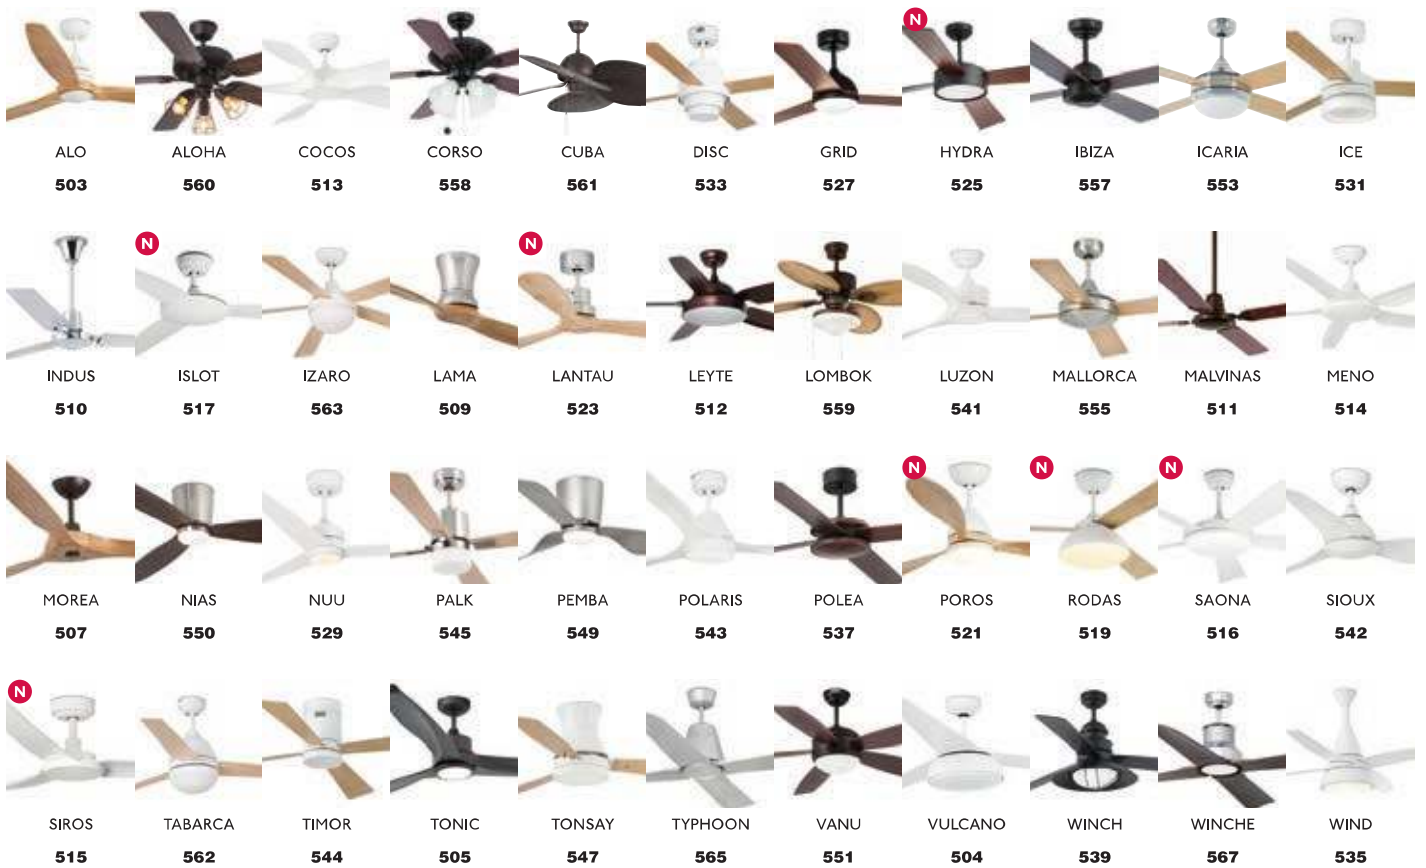 N
ALO ALOHA COCOS CORSO CUBA DISC GRID HYDRA IBIZA ICARIA ICE
503 560 513 558 561 533 527 525 557 553 531
N N
INDUS ISLOT IZARO LAMA LANTAU LEYTE LOMBOK LUZON MALLORCA MALVINAS MENO
510 517 563 509 523 512 559 541 555 511 514
N N N
MOREA NIAS NUU PALK PEMBA POLARIS POLEA POROS RODAS SAONA SIOUX
507 550 529 545 549 543 537 521 519 516 542
N
SIROS TABARCA TIMOR TONIC TONSAY TYPHOON VANU VULCANO WINCH WINCHE WIND
515 562 544 505 547 565 551 504 539 567 535